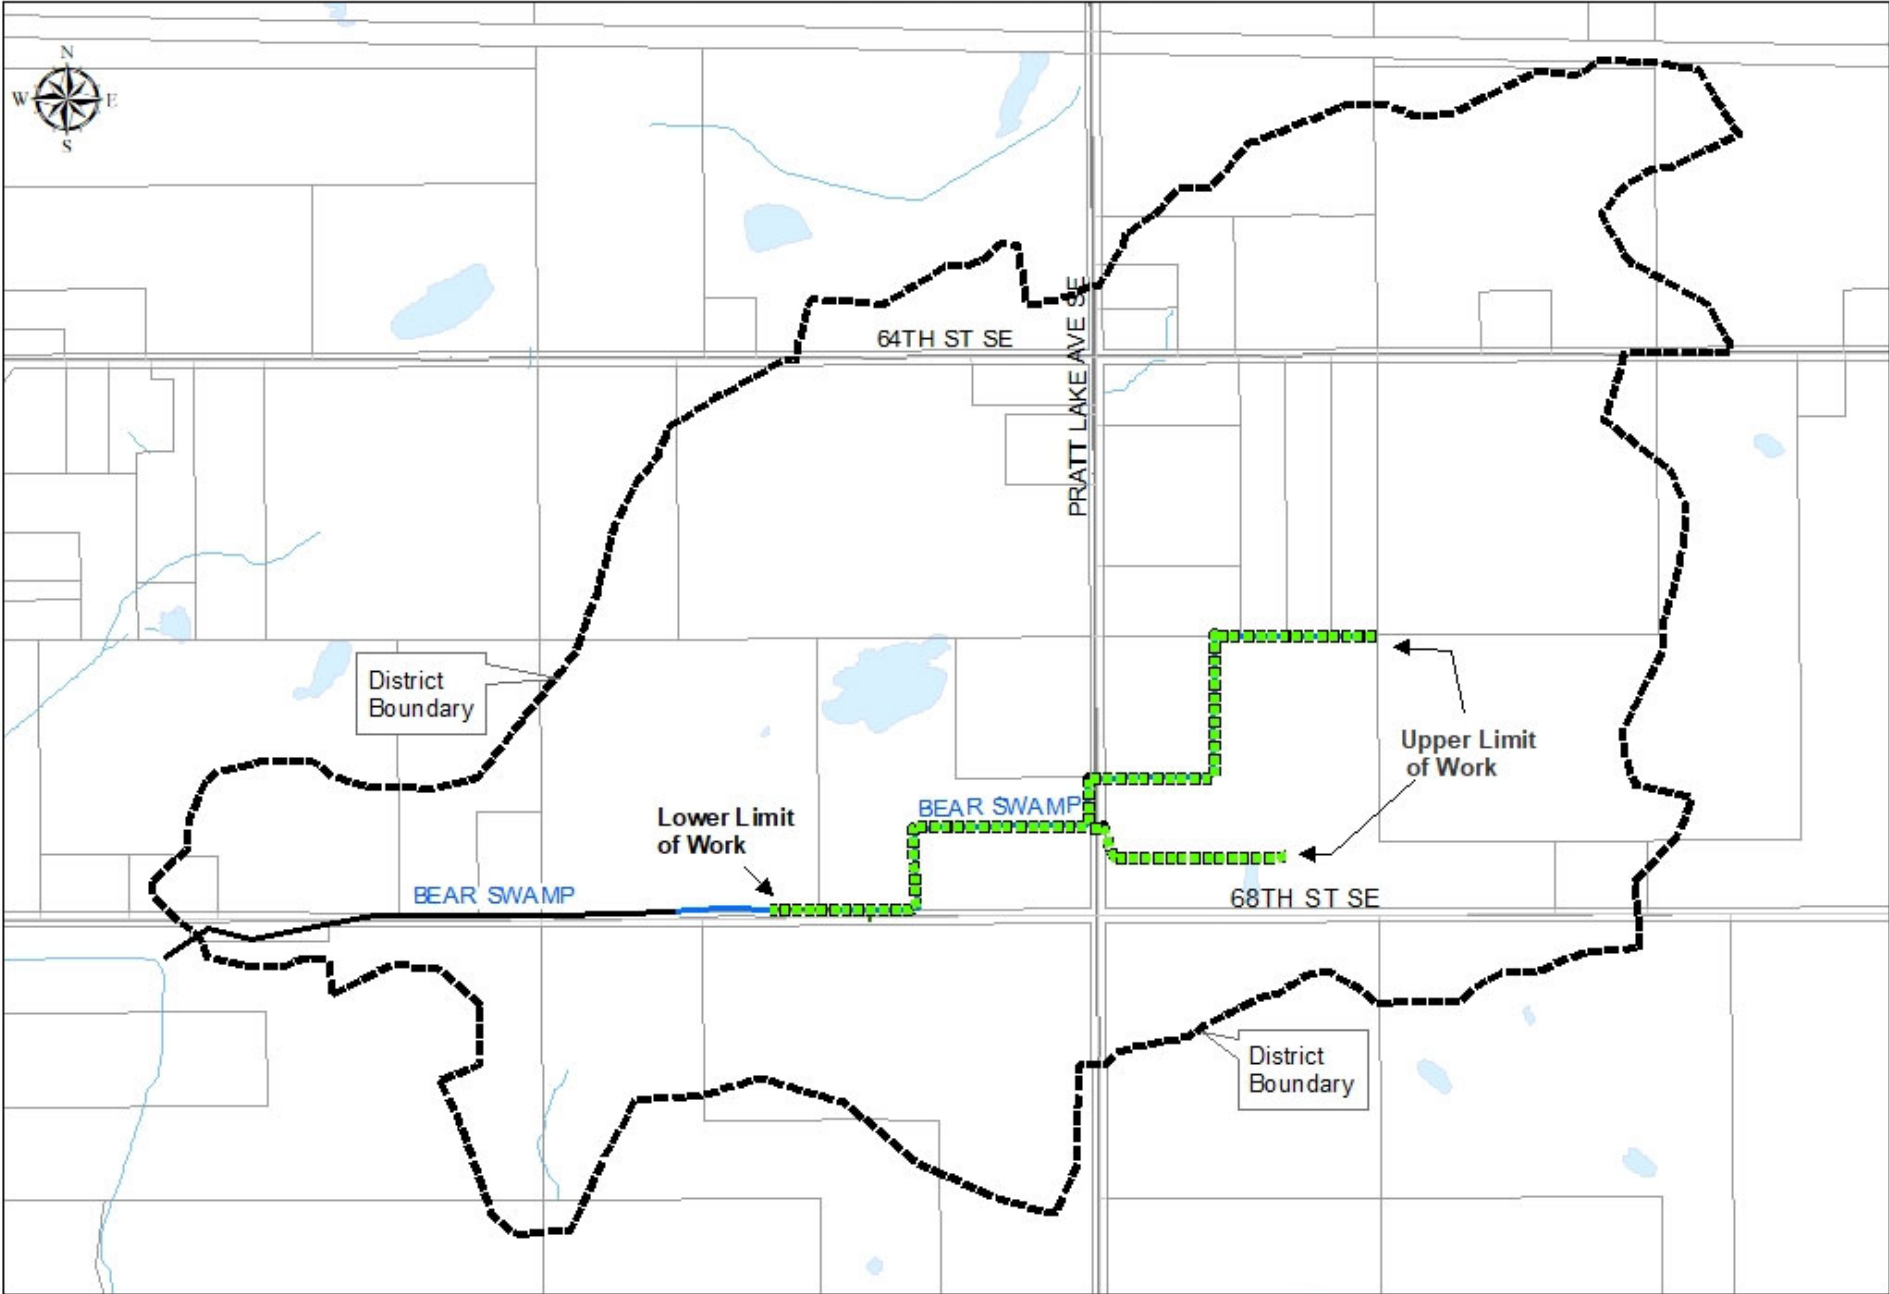 N
W E
S
64TH ST SE
PRATT LAKE AVE SE
District
Boundary
Upper Limit
of Work
BEAR SWAMP
Lower Limit
of Work
BEAR SWAMP
68TH ST SE
District
Boundary